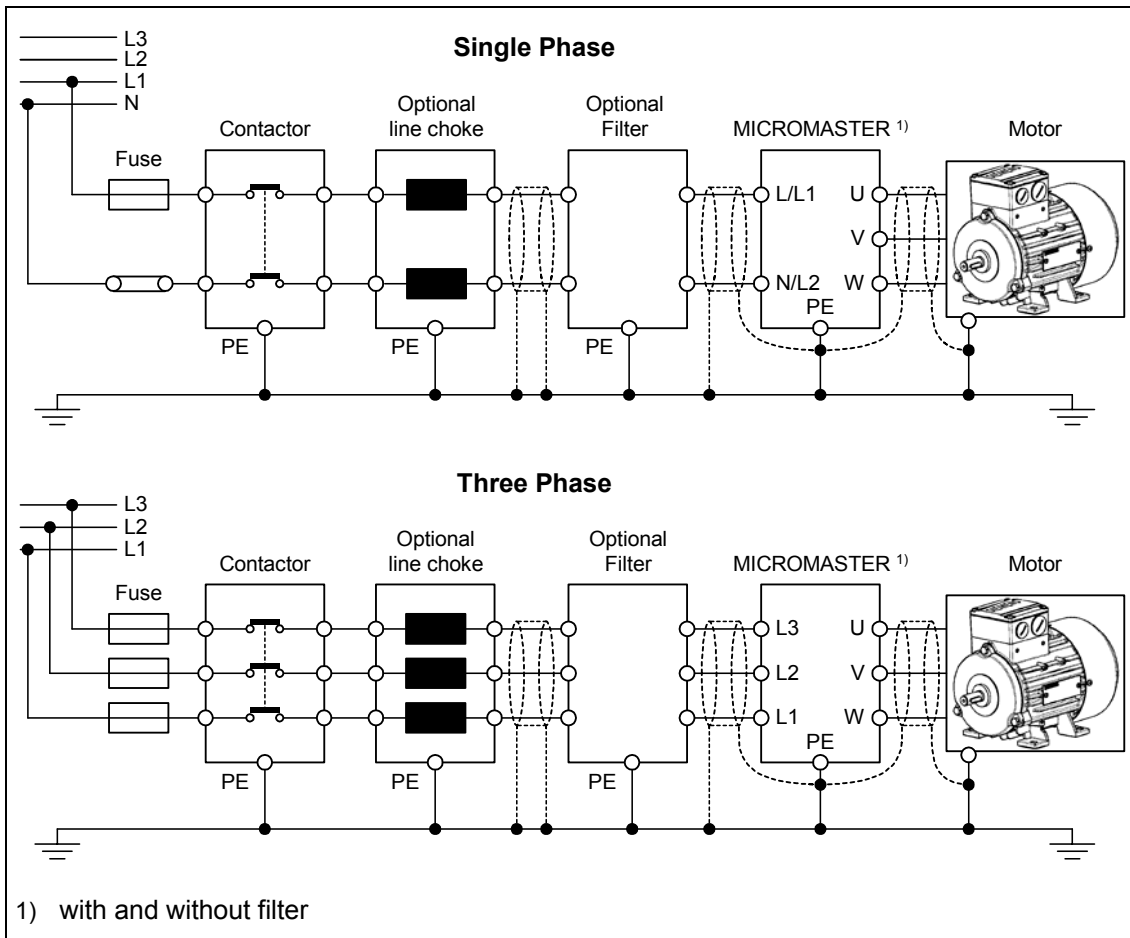 Single Phase
L3
L2
L1
N
Fuse
Contactor
Optional
line choke
Optional
Filter
MICROMASTER 1)
Motor
L/L1
N/L2
U
V
W
PE
PE
PE
PE
Three Phase
L3
L2
L1
Fuse
Contactor
Optional
line choke
Optional
Filter
MICROMASTER 1)
Motor
L3
L2
L1
U
V
W
PE
PE
PE
PE
1) with and without filter